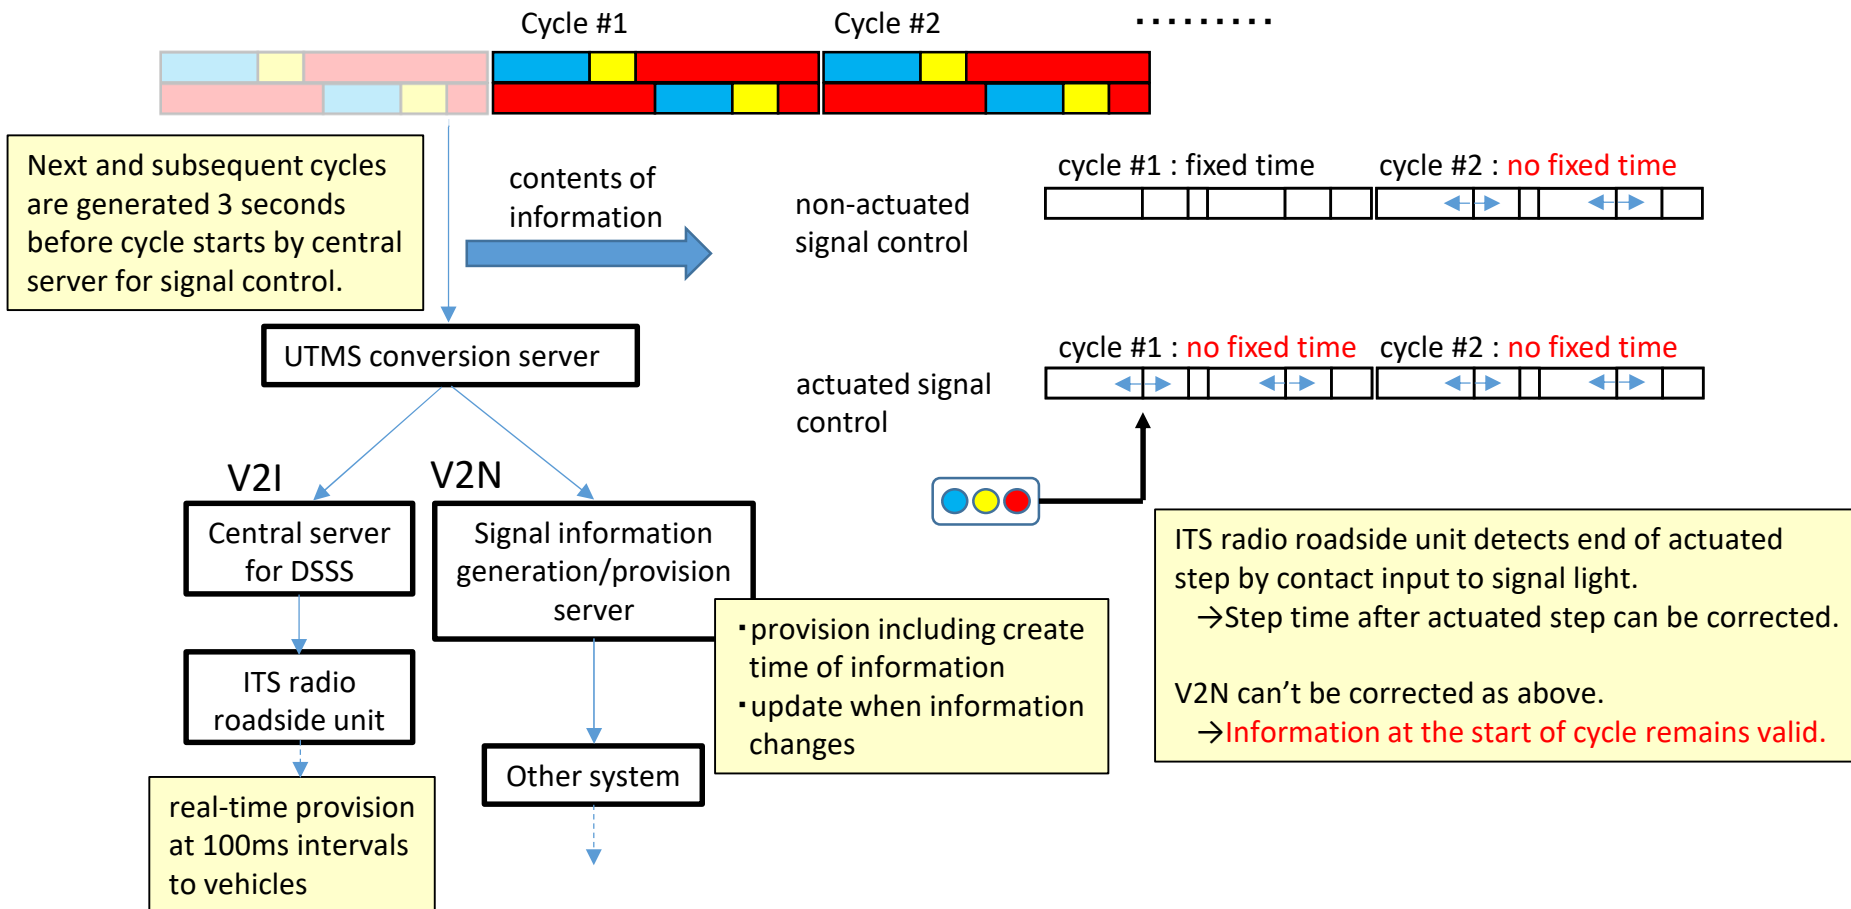 Cycle #1
Cycle #2
·········
Next and subsequent cycles
are generated 3 seconds
before cycle starts by central
server for signal control.
contents of
information
non-actuated
signal control
cycle #1 : fixed time
cycle #2 : no fixed time
UTMS conversion server
actuated signal
control
cycle #1 : no fixed time
cycle #2 : no fixed time
V2I
V2N
Central server
for DSSS
Signal information
generation/provision
server
ITS radio
roadside unit
・provision including create
time of information
・update when information
changes
Other system
real-time provision
at 100ms intervals
to vehicles
ITS radio roadside unit detects end of actuated
step by contact input to signal light.
→Step time after actuated step can be corrected.
V2N can’t be corrected as above.
→Information at the start of cycle remains valid.